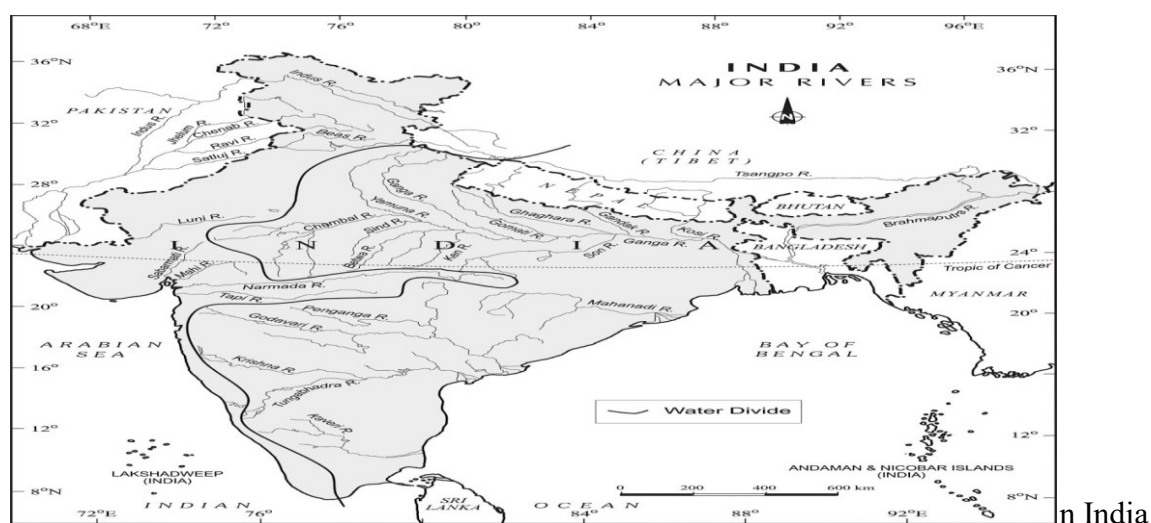 68°E 72° 76° 80° 84° 88° 92° 96°E
36°N
INDIA
MAJOR RIVERS
36°N
N
Indus R.
PAKISTAN
Indus R.
Jhelum R.
Chenab R.
Beas R.
Ravi R.
Satluj R.
32°
32°
CHINA
(TIBET)
Tsangpo R.
28°
28°
NEPAL
BHUTAN
Brahmaputra R.
Ganga R.
Yamuna R.
Ghaghara R.
Gomati R.
Gandak R.
Kosi R.
Luni R.
Chambal R.
Sind R.
Betwa R.
Ken R.
Son R.
Ganga R.
BANGLADESH
INDIA
24°
24°
Sabarmati R.
Mahi R.
Tropic of Cancer
Narmada R.
Tapi R.
Penganga R.
Godavari R.
Mahanadi R.
MYANMAR
20°
20°
ARABIAN
SEA
BAY OF
BENGAL
16°
16°
Krishna R.
Tungabhadra R.
Kaveri R.
Water Divide
12°
12°
LAKSHADWEEP
(INDIA)
ANDAMAN & NICOBAR ISLANDS
(INDIA)
0 200 400 600 km
8°N
8°N
INDIAN OCEAN
SRI
LANKA
72°E 76° 84° 88° 92°E
n India